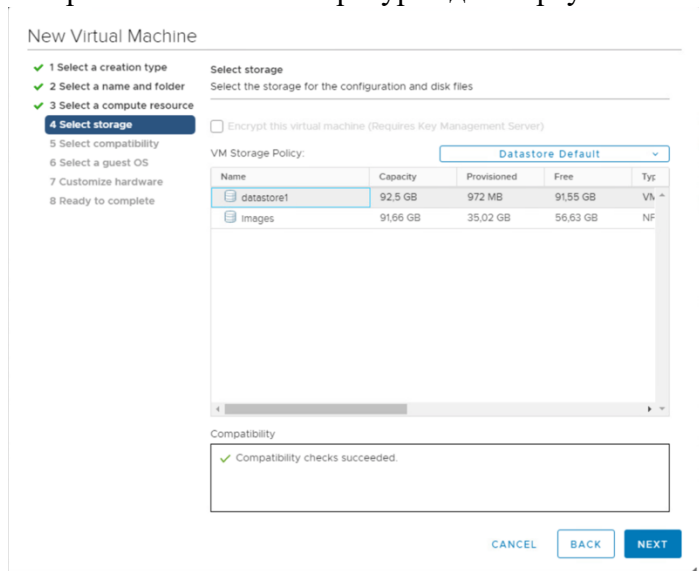 New Virtual Machine
1 Select a creation type
2 Select a name and folder
3 Select a compute resource
4 Select storage
5 Select compatibility
6 Select a guest OS
7 Customize hardware
8 Ready to complete
Select storage
Select the storage for the configuration and disk files
Encrypt this virtual machine (Requires Key Management Server)
VM Storage Policy: Datastore Default
Name Capacity Provisioned Free
datastore1 92,5 GB 972 MB 91,55 GB
Images 91,66 GB 35,02 GB 56,63 GB NF
Compatibility
Compatibility checks succeeded.
CANCEL BACK NEXT